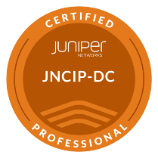 CERTIFIED
JUNIPER
NETWORKS
JNCIP-DC
PROFESSIONAL